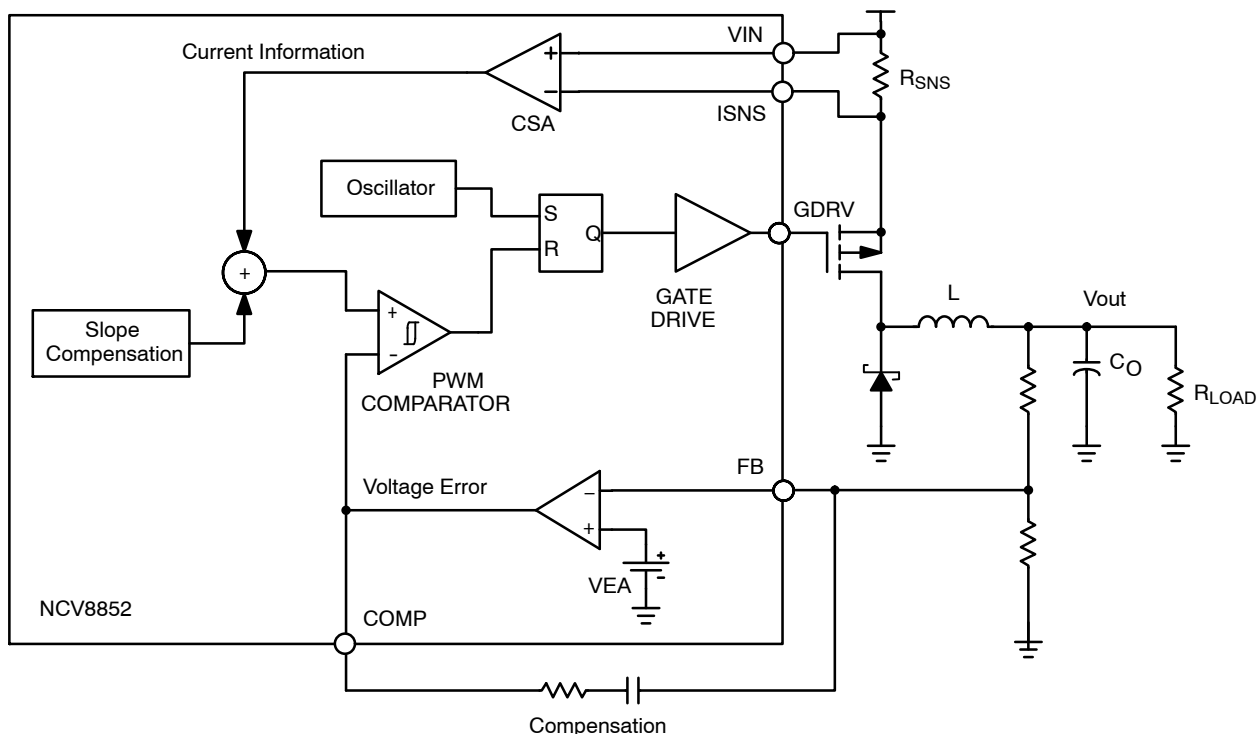 VIN
Current Information
+
−
RSNS
ISNS
CSA
Oscillator
S
Q
R
GDRV
+
GATE
DRIVE
L
Vout
Slope
Compensation
+
−
PWM
COMPARATOR
CO
RLOAD
FB
Voltage Error
−
+
+
−
VEA
NCV8852
COMP
Compensation